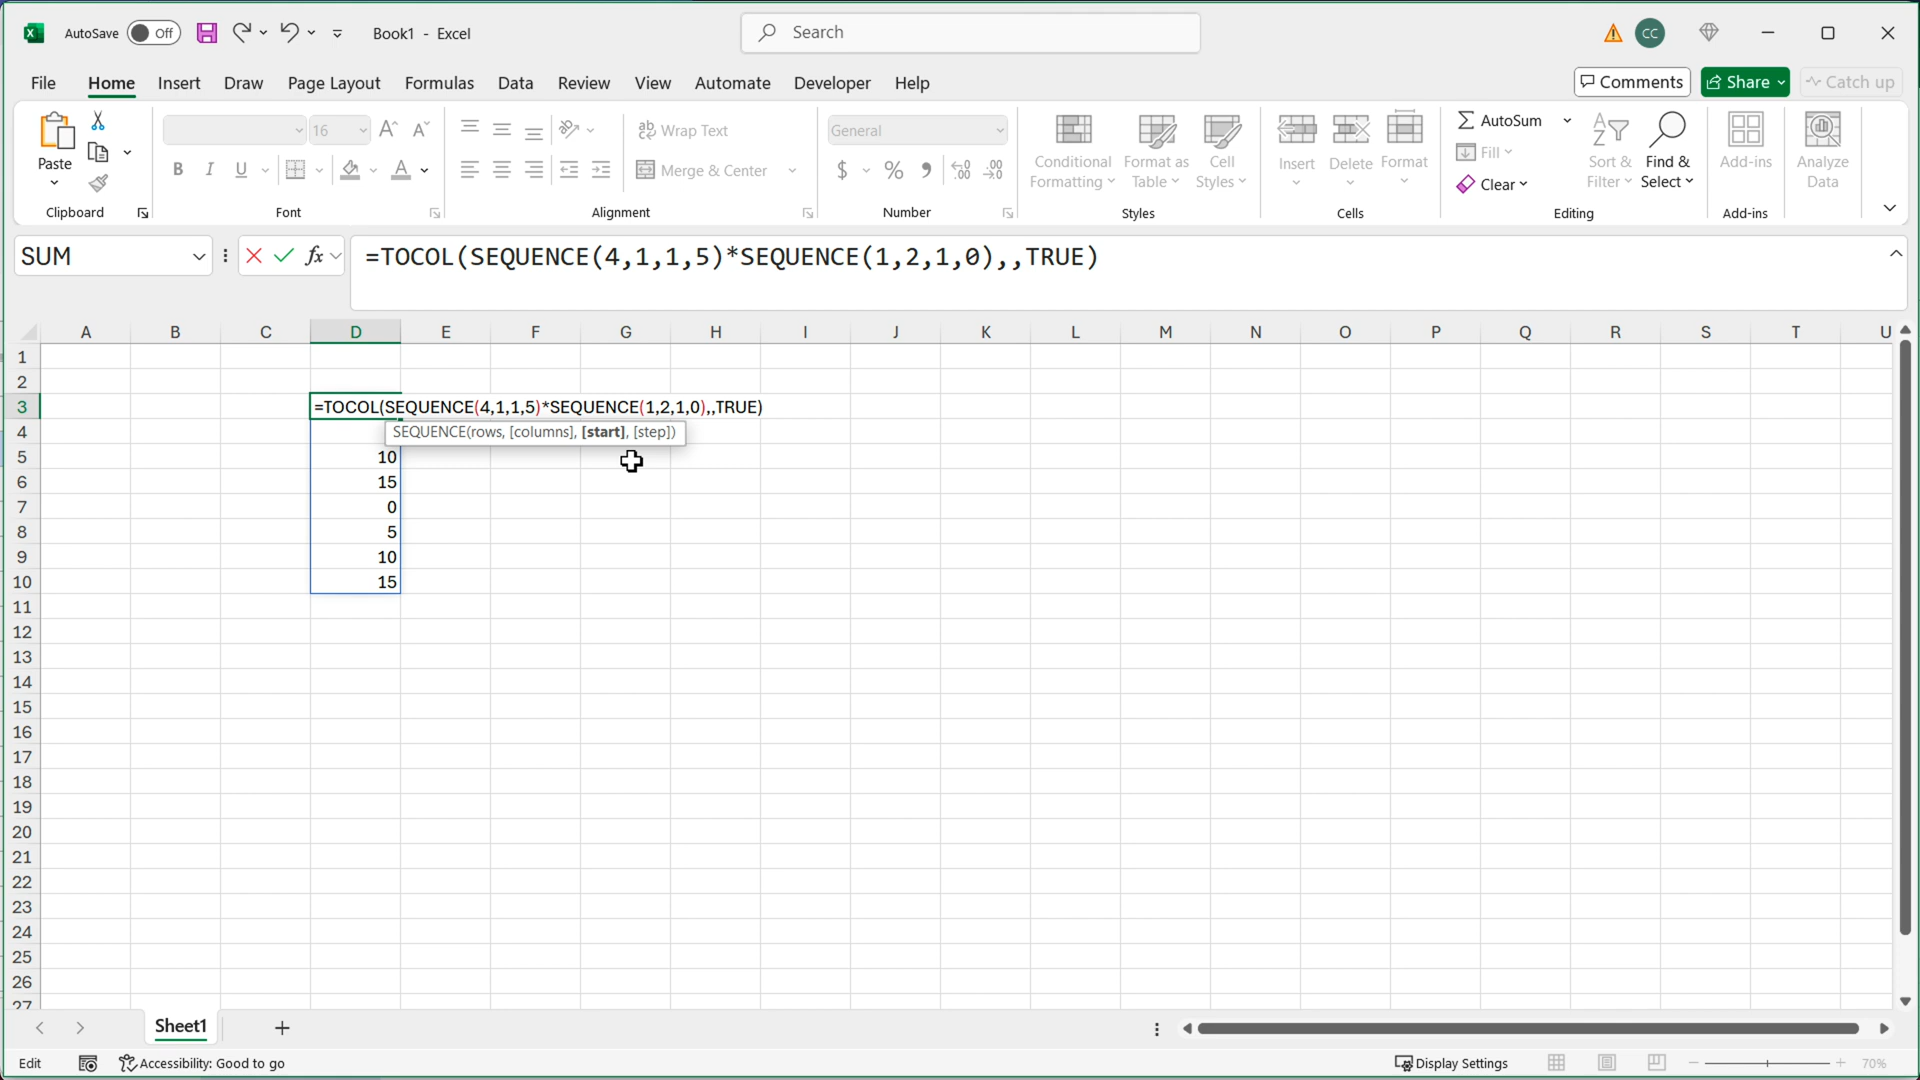 AutoSave Off Book1 - Excel Search CC
File Home Insert Draw Page Layout Formulas Data Review View Automate Developer Help Comments Share Catch up
Paste
Clipboard
16
B I U A
Font
ab Wrap Text
Merge & Center
Alignment
General
$ % 9
Number
Conditional Formatting
Format as Table
Cell Styles
Styles
Insert
Delete
Format
Cells
AutoSum
Fill
Clear
Sort & Filter
Find & Select
Editing
Add-ins
Add-ins
Analyze Data
SUM fx =TOCOL(SEQUENCE(4,1,1,5)*SEQUENCE(1,2,1,0),,TRUE)
A B C D E F G H I J K L M N O P Q R S T U
1
2
3 =TOCOL(SEQUENCE(4,1,1,5)*SEQUENCE(1,2,1,0),,TRUE)
4 SEQUENCE(rows, [columns], [start], [step])
5 10
6 15
7 0
8 5
9 10
10 15
11
12
13
14
15
16
17
18
19
20
21
22
23
24
25
26
27
Sheet1
Edit Accessibility: Good to go Display Settings 70%